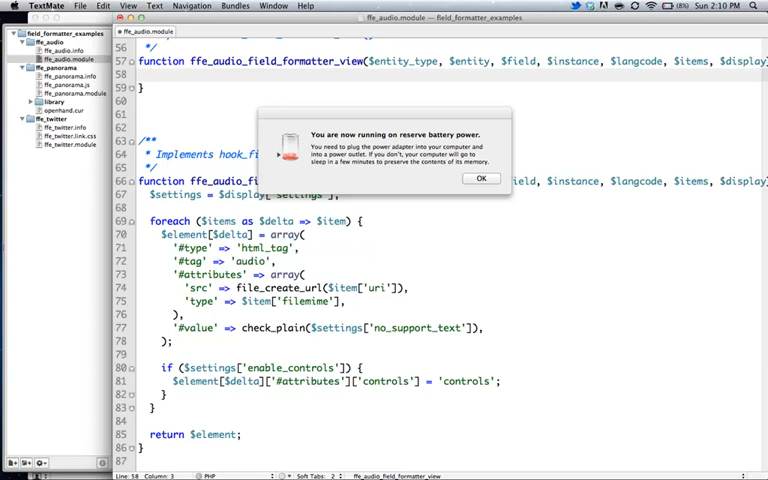 TextMate File Edit View Text Navigation Bundles Window Help (8%) Sun 2:10 PM
ffe_audio.module — field_formatter_examples
field_formatter_examples
ffe_audio
ffe_audio.info
ffe_audio.module
ffe_panorama
ffe_panorama.info
ffe_panorama.js
ffe_panorama.module
library
openhand.cur
ffe_twitter
ffe_twitter.info
ffe_twitter.link.css
ffe_twitter.module
ffe_audio.module
56 */
57 function ffe_audio_field_formatter_view($entity_type, $entity, $field, $instance, $langcode, $items, $display)
58
59 }
60
61
62
63 /**
64 * Implements hook_fi
65 */
66 function ffe_audio_fi field, $instance, $langcode, $items, $display)
67 $settings = $display['settings'];
68
69 foreach ($items as $delta => $item) {
70 $element[$delta] = array(
71 '#type' => 'html_tag',
72 '#tag' => 'audio',
73 '#attributes' => array(
74 'src' => file_create_url($item['uri']),
75 'type' => $item['filemime'],
76 ),
77 '#value' => check_plain($settings['no_support_text']),
78 );
79
80 if ($settings['enable_controls']) {
81 $element[$delta]['#attributes']['controls'] = 'controls';
82 }
83 }
84
85 return $element;
86 }
87
You are now running on reserve battery power.
You need to plug the power adapter into your computer and
into a power outlet. If you don't, your computer will go to
sleep in a few minutes to preserve the contents of its memory.
OK
Line: 58 Column: 3 PHP Soft Tabs: 2 ffe_audio_field_formatter_view